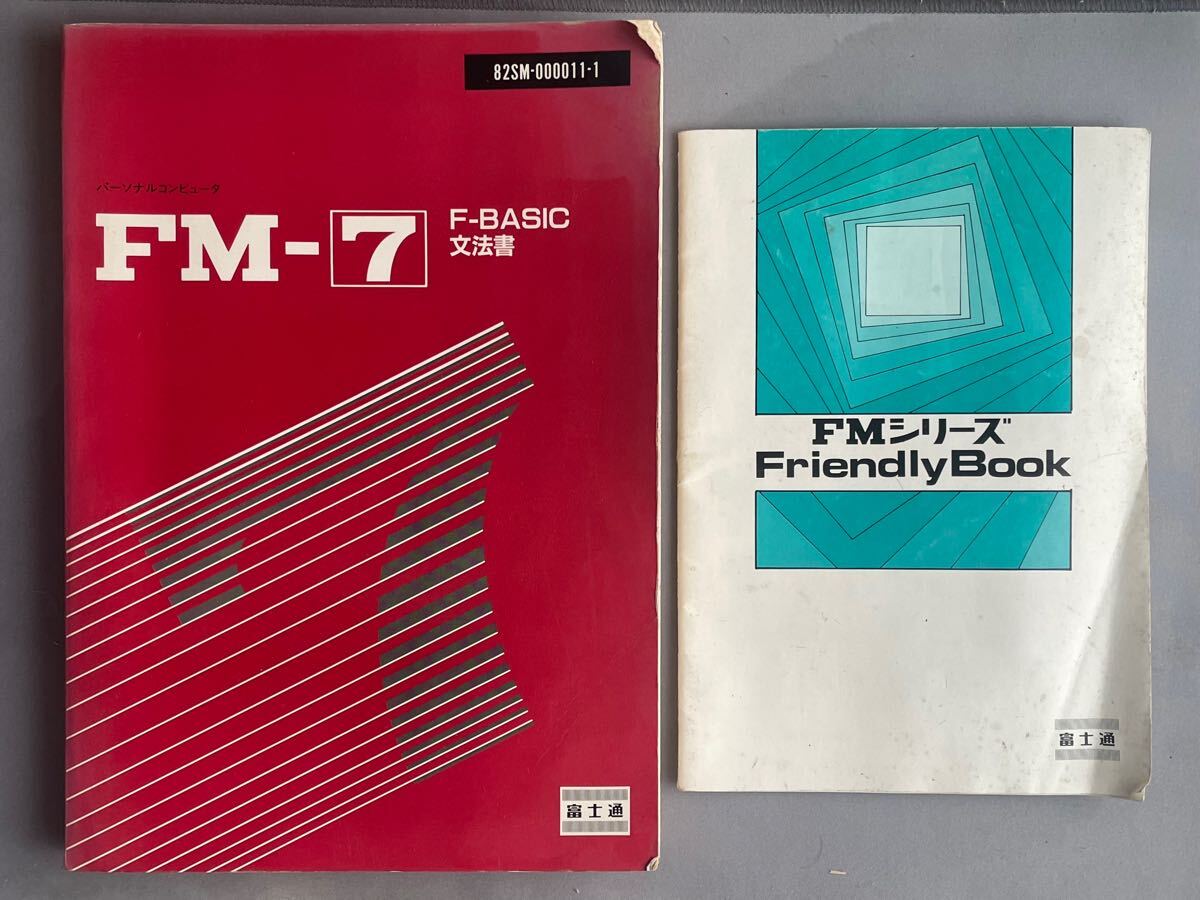 82SM-000011-1
パーソナルコンピュータ
FM-7
F-BASIC
文法書
富士通
FMシリーズ
FriendlyBook
富士通